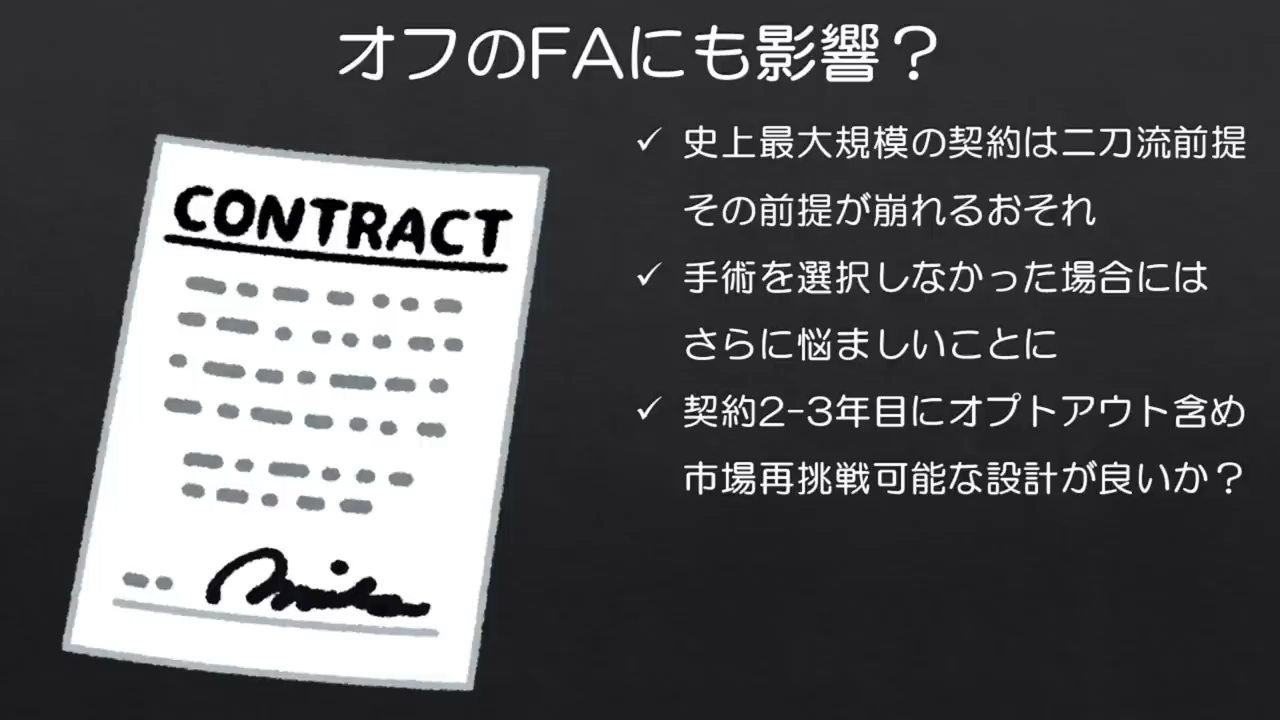 オフのFAにも影響？
CONTRACT
✓ 史上最大規模の契約は二刀流前提
その前提が崩れるおそれ
✓ 手術を選択しなかった場合には
さらに悩ましいことに
✓ 契約2-3年目にオプトアウト含め
市場再挑戦可能な設計が良いか？